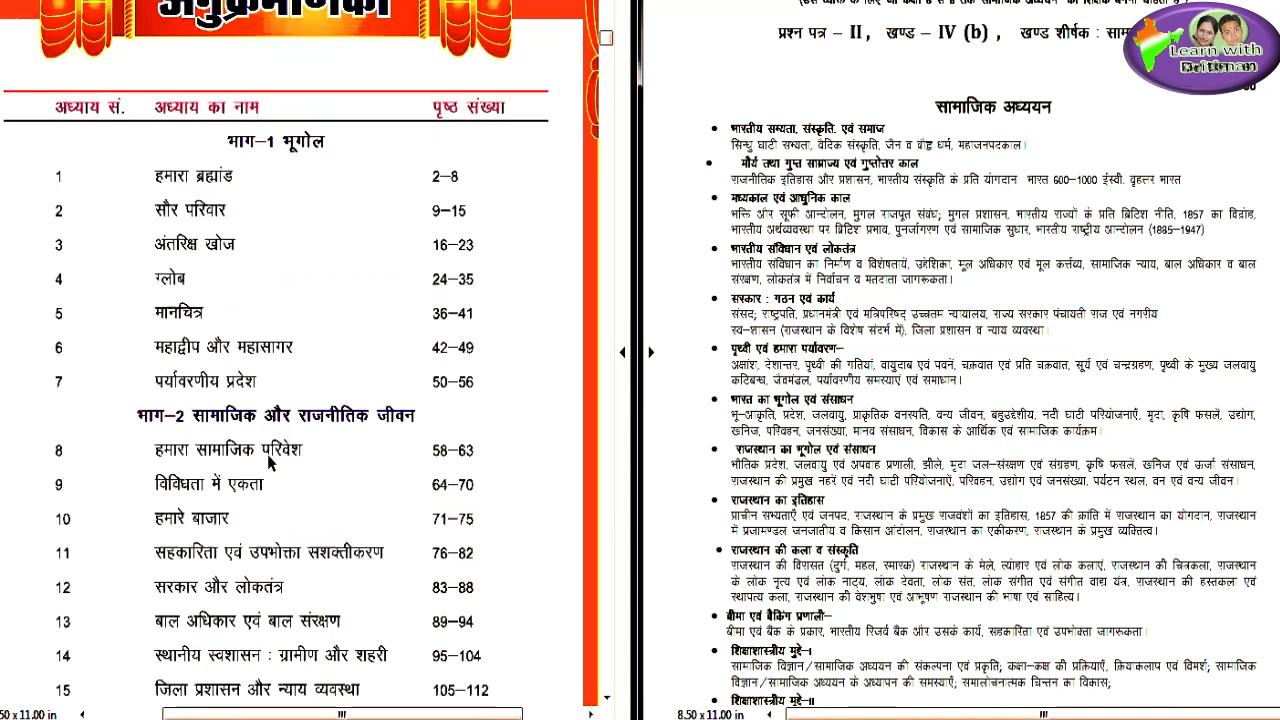 अनुक्रमाणिका
अध्याय सं. अध्याय का नाम पृष्ठ संख्या
भाग-1 भूगोल
1 हमारा ब्रह्मांड 2-8
2 सौर परिवार 9-15
3 अंतरिक्ष खोज 16-23
4 ग्लोब 24-35
5 मानचित्र 36-41
6 महाद्वीप और महासागर 42-49
7 पर्यावरणीय प्रदेश 50-56
भाग-2 सामाजिक और राजनीतिक जीवन
8 हमारा सामाजिक परिवेश 58-63
9 विविधता में एकता 64-70
10 हमारे बाजार 71-75
11 सहकारिता एवं उपभोक्ता सशक्तीकरण 76-82
12 सरकार और लोकतंत्र 83-88
13 बाल अधिकार एवं बाल संरक्षण 89-94
14 स्थानीय स्वशासन : ग्रामीण और शहरी 95-104
15 जिला प्रशासन और न्याय व्यवस्था 105-112
.50 x 11.00 in
प्रश्न पत्र – II , खण्ड – IV (b) , खण्ड शीर्षक :
Learn with
Dr.Dhiman
सामाजिक अध्ययन
• भारतीय सभ्यता, संस्कृति. एवं समाज
सिन्धु घाटी सभ्यता, वैदिक संस्कृति, जैन व बौद्ध धर्म, महाजनपदकाल।
• मौर्य तथा गुप्त साम्राज्य एवं गुप्तोत्तर काल
राजनीतिक इतिहास और प्रशासन, भारतीय संस्कृति के प्रति योगदान भारत 600-1000 ईस्वी. वृहत्तर भारत
• मध्यकाल एवं आधुनिक काल
भक्ति और सूफी आन्दोलन, मुगल राजपूत संबंध; मुगल प्रशासन, भारतीय राज्यों के प्रति ब्रिटिश नीति, 1857 का विद्रोह,
भारतीय अर्थव्यवस्था पर ब्रिटिश प्रभाव, पुनर्जागरण एवं सामाजिक सुधार, भारतीय राष्ट्रीय आन्दोलन (1885-1947)
• भारतीय संविधान एवं लोकतंत्र
भारतीय संविधान का निर्माण व विशेषतायें, उद्देशिका, मूल अधिकार एवं मूल कर्त्तव्य, सामाजिक न्याय, बाल अधिकार व बाल
संरक्षण, लोकतंत्र में निर्वाचन व मतदाता जागरूकता।
• सरकार : गठन एवं कार्य
संसद; राष्ट्रपति, प्रधानमंत्री एवं मंत्रिपरिषद् उच्चतम न्यायालय, राज्य सरकार पंचायती राज एवं नगरीय
स्व-शासन (राजस्थान के विशेष संदर्भ में), जिला प्रशासन व न्याय व्यवस्था।
• पृथ्वी एवं हमारा पर्यावरण–
अक्षांश, देशान्तर, पृथ्वी की गतियां, वायुदाब एवं पवनें, चक्रवात एवं प्रति चक्रवात, सूर्य एवं चन्द्रग्रहण, पृथ्वी के मुख्य जलवायु
कटिबन्ध, जैवमंडल, पर्यावरणीय समस्याएं एवं समाधान।
• भारत का भूगोल एवं संसाधन
भू-आकृति, प्रदेश, जलवायु, प्राकृतिक वनस्पति, वन्य जीवन, बहुउद्देशीय, नदी घाटी परियोजनाएँ, मृदा, कृषि फसलें, उद्योग,
खनिज, परिवहन, जनसंख्या, मानव संसाधन, विकास के आर्थिक एवं सामाजिक कार्यक्रम।
• राजस्थान का भूगोल एवं संसाधन
भौतिक प्रदेश, जलवायु एवं अपवाह प्रणाली, झीले, मृदा जल-संरक्षण एवं संग्रहण, कृषि फसलें, खनिज एवं ऊर्जा संसाधन,
राजस्थान की प्रमुख नहरें एवं नदी घाटी परियोजनाएं, परिवहन, उद्योग एवं जनसंख्या, पर्यटन स्थल, वन एवं वन्य जीवन।
• राजस्थान का इतिहास
प्राचीन सभ्यताएँ एवं जनपद, राजस्थान के प्रमुख राजवंशों का इतिहास, 1857 की क्रांति में राजस्थान का योगदान, राजस्थान
में प्रजामण्डल जनजातीय व किसान आंदोलन, राजस्थान का एकीकरण, राजस्थान के प्रमुख व्यक्तित्व।
• राजस्थान की कला व संस्कृति
राजस्थान की विरासत (दुर्ग, महल, स्मारक) राजस्थान के मेले, त्योहार एवं लोक कलाएं, राजस्थान की चित्रकला, राजस्थान
के लोक नृत्य एवं लोक नाट्य, लोक देवता, लोक संत, लोक संगीत एवं संगीत वाद्य यंत्र, राजस्थान की हस्तकला एवं
स्थापत्य कला, राजस्थान की वेशभुषा एवं आभूषण राजस्थान की भाषा एवं साहित्य।
• बीमा एवं बैंकिंग प्रणाली–
बीमा एवं बैंक के प्रकार, भारतीय रिजर्व बैंक और उसके कार्य, सहकारिता एवं उपभोक्ता जागरूकता।
• शिक्षाशास्त्रीय मुद्दे-I
सामाजिक विज्ञान/सामाजिक अध्ययन की संकल्पना एवं प्रकृति; कक्षा-कक्ष की प्रक्रियाएँ, क्रियाकलाप एवं विमर्श; सामाजिक
विज्ञान/सामाजिक अध्ययन के अध्यापन की समस्याएँ; समालोचनात्मक चिन्तन का विकास;
• शिक्षाशास्त्रीय मुद्दे-II
8.50 x 11.00 in